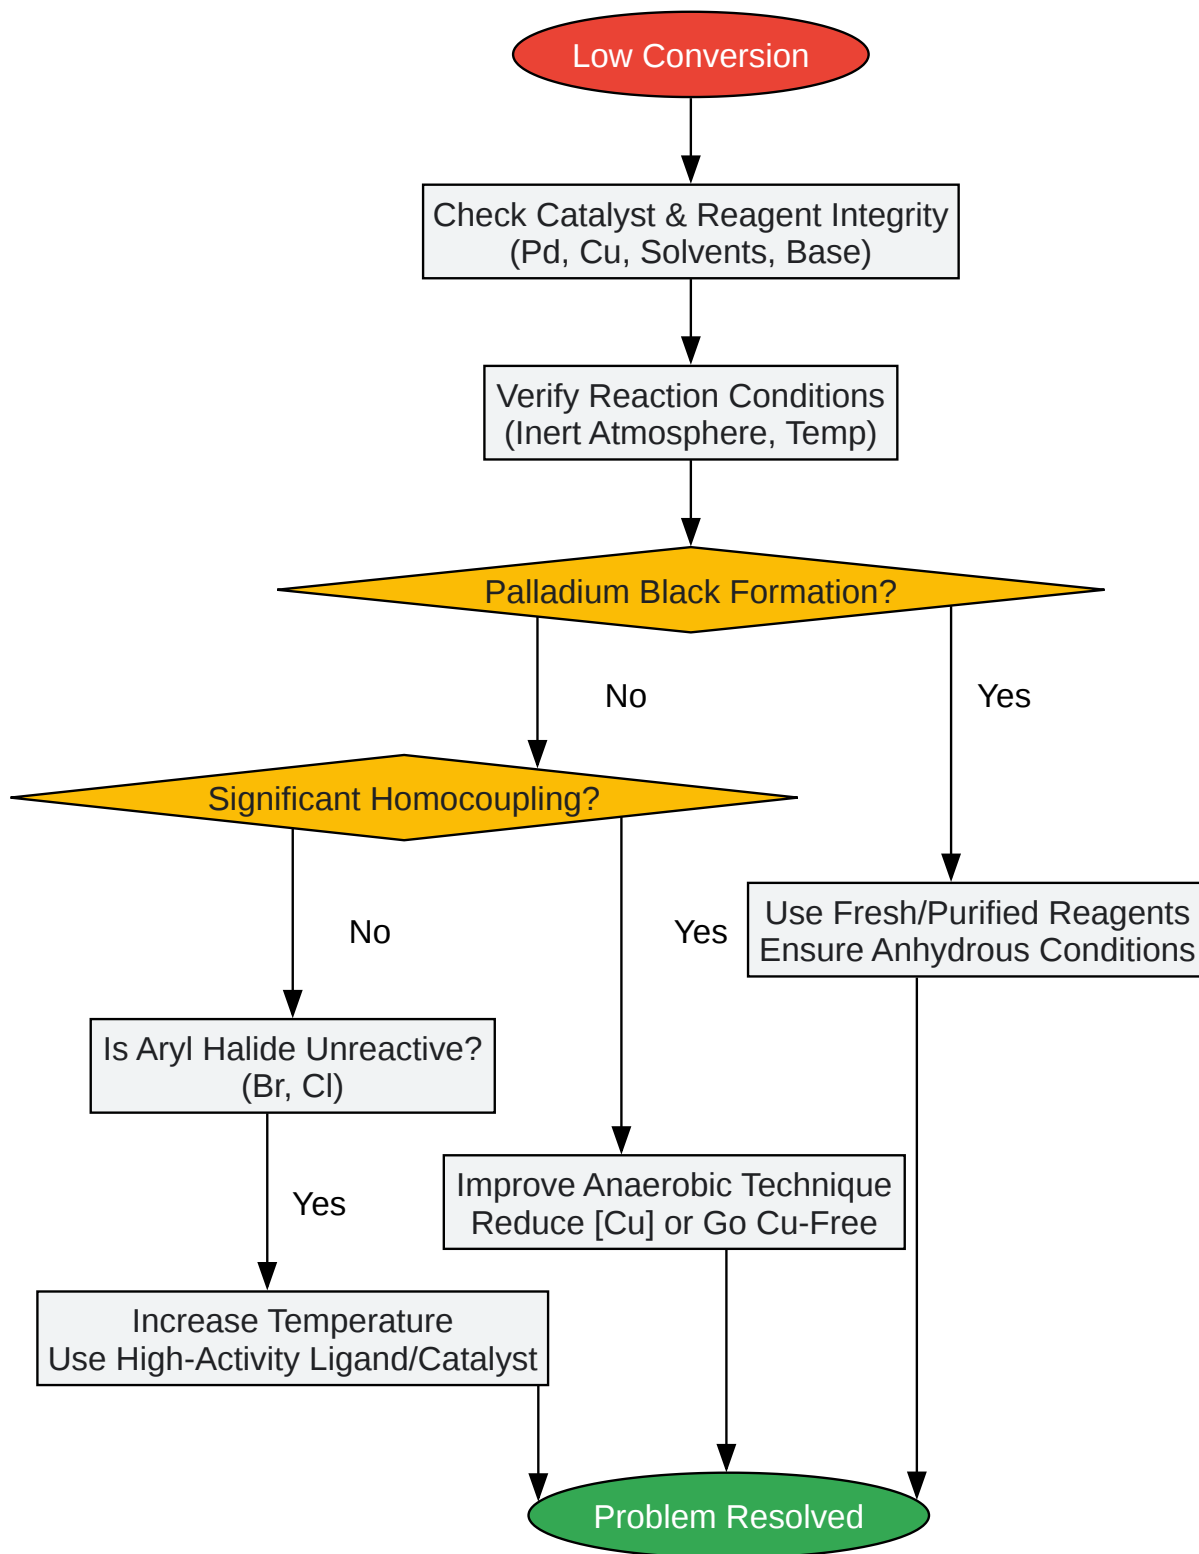 Low Conversion
Check Catalyst & Reagent Integrity
(Pd, Cu, Solvents, Base)
Verify Reaction Conditions
(Inert Atmosphere, Temp)
Palladium Black Formation?
No
Yes
Significant Homocoupling?
No
Yes
Use Fresh/Purified Reagents
Ensure Anhydrous Conditions
Is Aryl Halide Unreactive?
(Br, Cl)
Yes
Improve Anaerobic Technique
Reduce [Cu] or Go Cu-Free
Increase Temperature
Use High-Activity Ligand/Catalyst
Problem Resolved